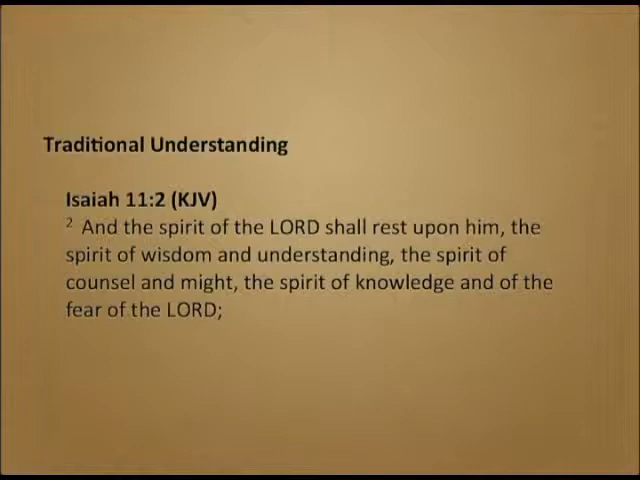 Traditional Understanding
Isaiah 11:2 (KJV)
2 And the spirit of the LORD shall rest upon him, the
spirit of wisdom and understanding, the spirit of
counsel and might, the spirit of knowledge and of the
fear of the LORD;